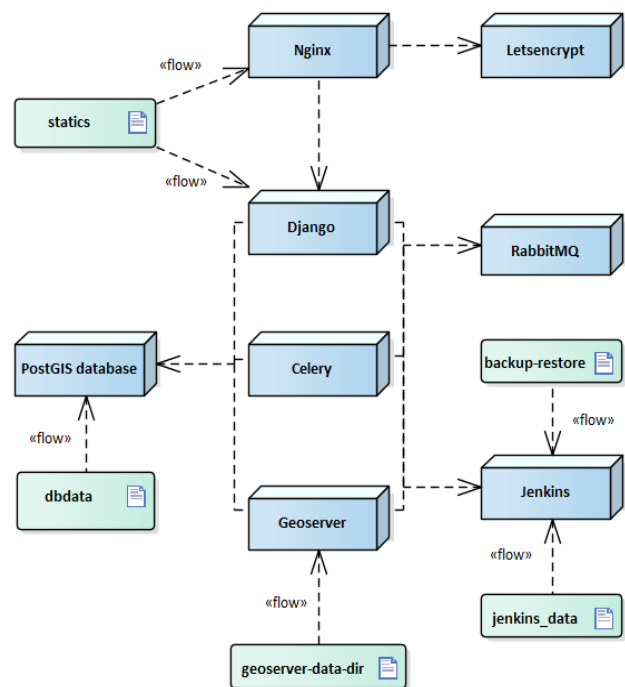 Nginx
Letsencrypt
«flow»
statics
«flow»
Django
RabbitMQ
PostGIS database
Celery
backup-restore
«flow»
«flow»
dbdata
Geoserver
Jenkins
«flow»
«flow»
geoserver-data-dir
jenkins_data